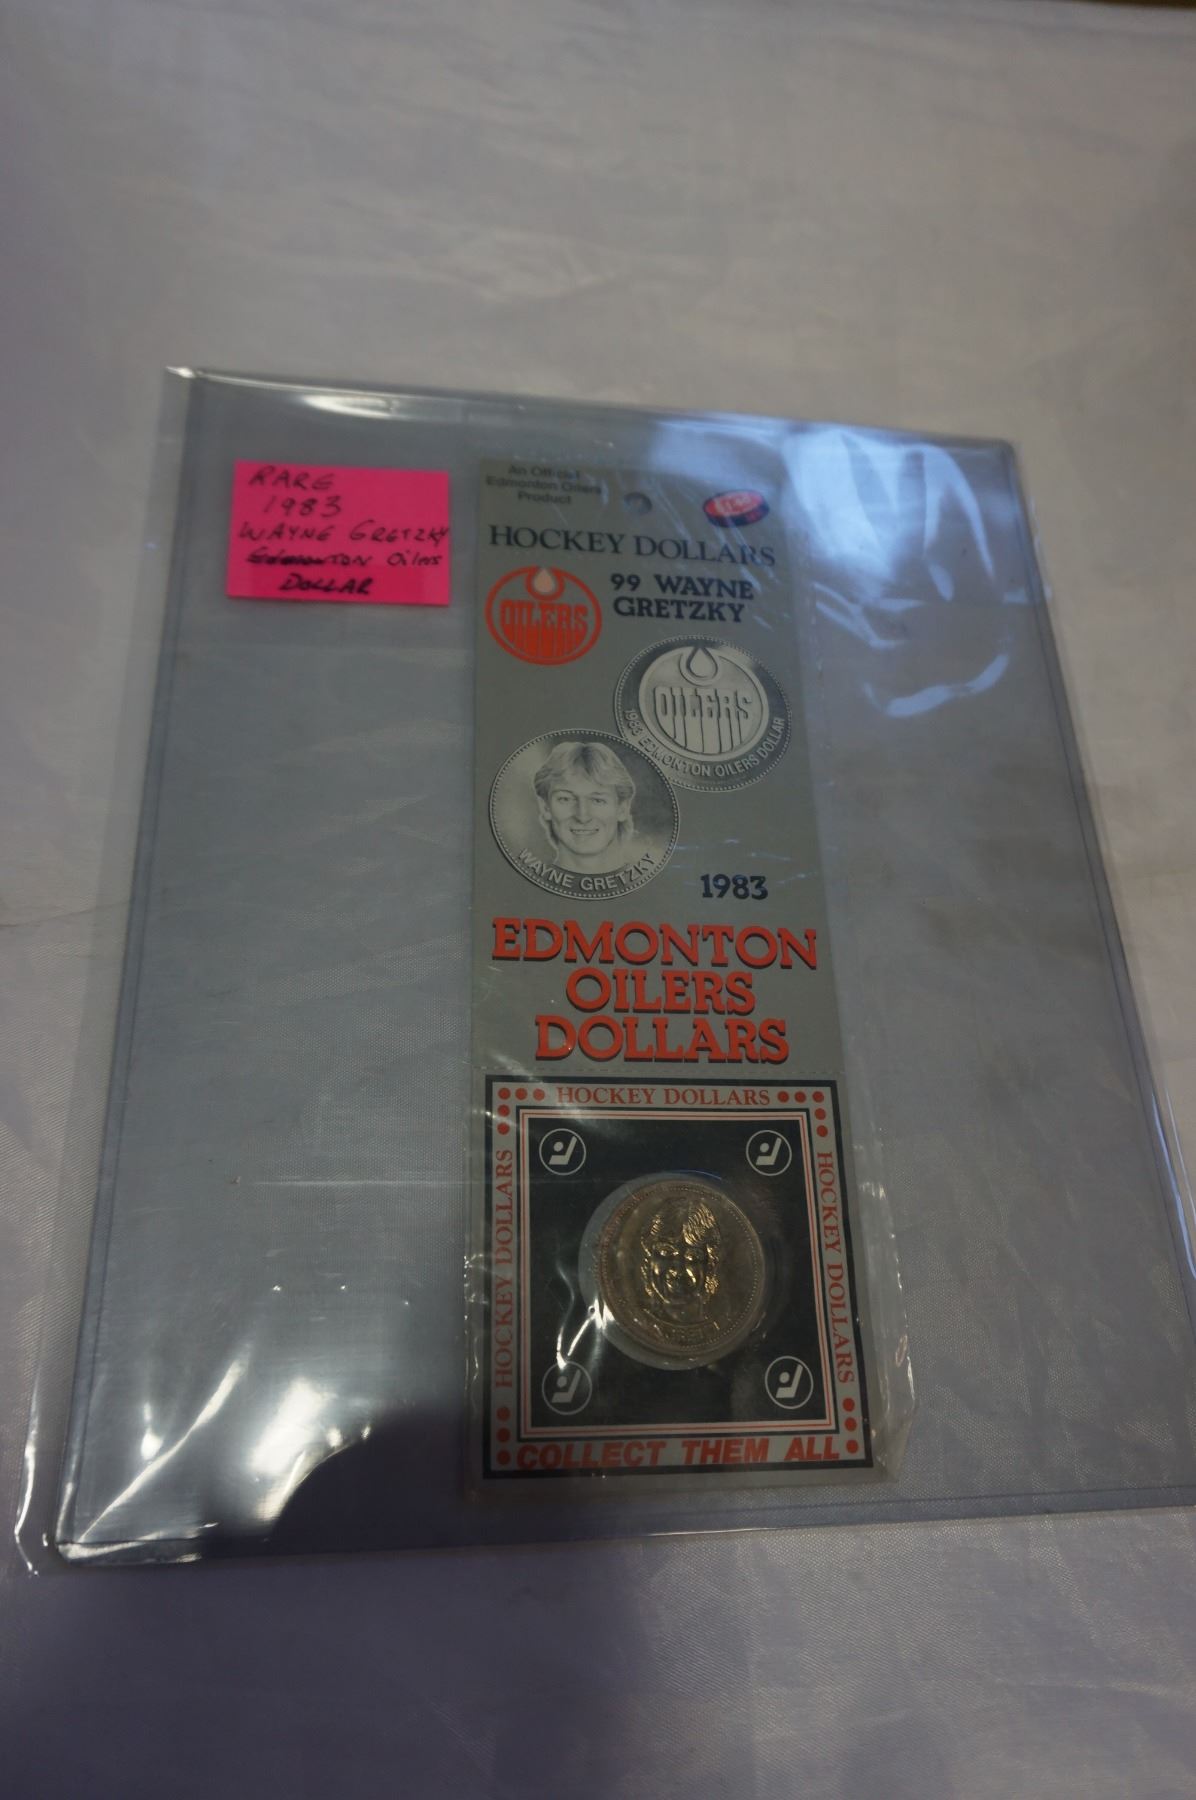 RARE
1983
WAYNE GRETZKY
Edmonton Oilers
DOLLAR
An Official
Edmonton Oilers
Product
HOCKEY DOLLARS
99 WAYNE
GRETZKY
OILERS
OILERS
1983 EDMONTON OILERS DOLLAR
WAYNE GRETZKY
1983
EDMONTON
OILERS
DOLLARS
HOCKEY DOLLARS
HOCKEY DOLLARS
HOCKEY DOLLARS
COLLECT THEM ALL